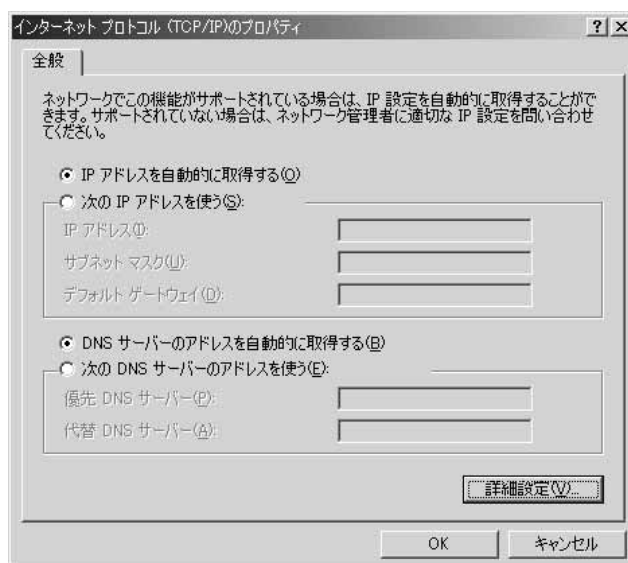 インターネット プロトコル (TCP/IP)のプロパティ
全般
ネットワークでこの機能がサポートされている場合は、IP 設定を自動的に取得することがで
きます。サポートされていない場合は、ネットワーク管理者に適切な IP 設定を問い合わせ
てください。
IP アドレスを自動的に取得する(O)
次の IP アドレスを使う(S):
IP アドレス(I):
サブネット マスク(U):
デフォルト ゲートウェイ(D):
DNS サーバーのアドレスを自動的に取得する(B)
次の DNS サーバーのアドレスを使う(E):
優先 DNS サーバー(P):
代替 DNS サーバー(A):
詳細設定(V)...
OK
キャンセル